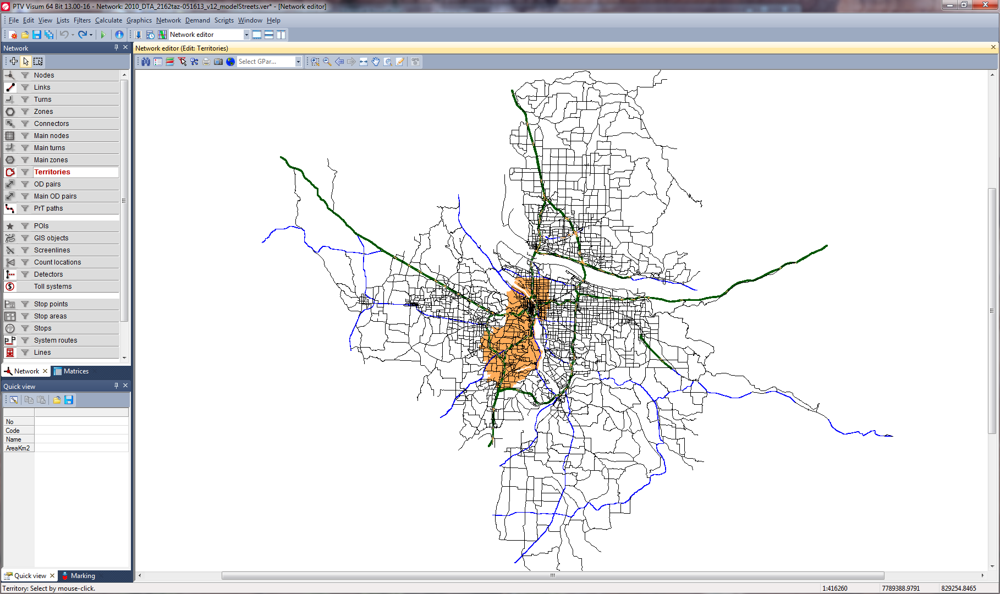 PTV Visum 64 Bit 13.00-16 - Network: 2010_DTA_2162taz-051613_v12_modelStreets.ver* - [Network editor]
File Edit View Lists Filters Calculate Graphics Network Demand Scripts Window Help
Network editor
Network
Network editor (Edit: Territories)
Select GPar...
GPS
Nodes
Links
Turns
Zones
Connectors
Main nodes
Main turns
Main zones
Territories
OD pairs
Main OD pairs
PrT paths
POIs
GIS objects
Screenlines
Count locations
Detectors
Toll systems
Stop points
Stop areas
Stops
System routes
Lines
Network Matrices
Quick view
No
Code
Name
AreaKm2
Quick view Marking
Territory: Select by mouse-click.
1:416260 7789388.9791 829254.8465